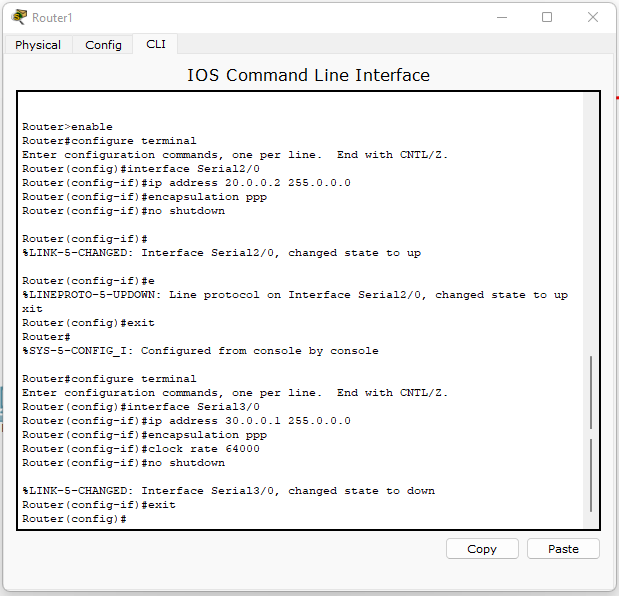 Router1
Physical Config CLI
IOS Command Line Interface
Router>enable
Router#configure terminal
Enter configuration commands, one per line.  End with CNTL/Z.
Router(config)#interface Serial2/0
Router(config-if)#ip address 20.0.0.2 255.0.0.0
Router(config-if)#encapsulation ppp
Router(config-if)#no shutdown
Router(config-if)#
%LINK-5-CHANGED: Interface Serial2/0, changed state to up
Router(config-if)#e
%LINEPROTO-5-UPDOWN: Line protocol on Interface Serial2/0, changed state to up
xit
Router(config)#exit
Router#
%SYS-5-CONFIG_I: Configured from console by console
Router#configure terminal
Enter configuration commands, one per line.  End with CNTL/Z.
Router(config)#interface Serial3/0
Router(config-if)#ip address 30.0.0.1 255.0.0.0
Router(config-if)#encapsulation ppp
Router(config-if)#clock rate 64000
Router(config-if)#no shutdown
%LINK-5-CHANGED: Interface Serial3/0, changed state to down
Router(config-if)#exit
Router(config)#
Copy Paste